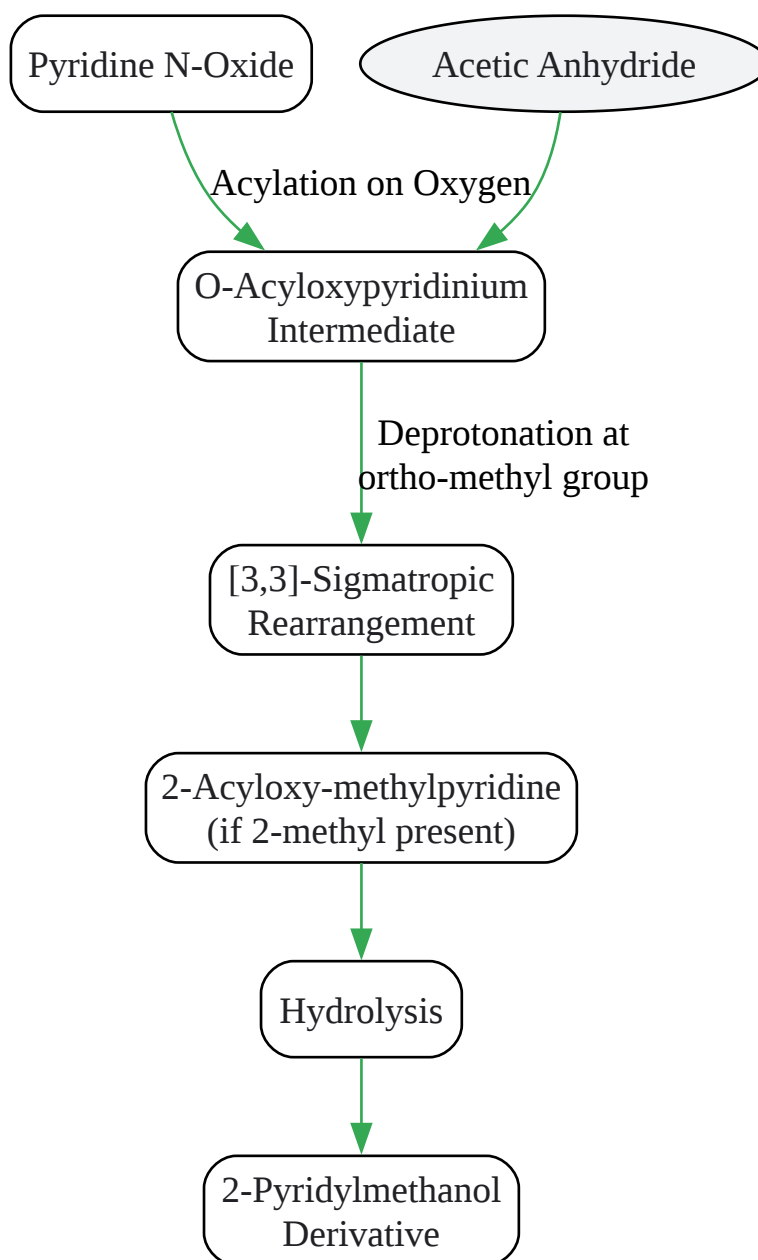 Pyridine N-Oxide
Acetic Anhydride
Acylation on Oxygen
O-Acyloxypyridinium
Intermediate
Deprotonation at
ortho-methyl group
[3,3]-Sigmatropic
Rearrangement
2-Acyloxy-methylpyridine
(if 2-methyl present)
Hydrolysis
2-Pyridylmethanol
Derivative